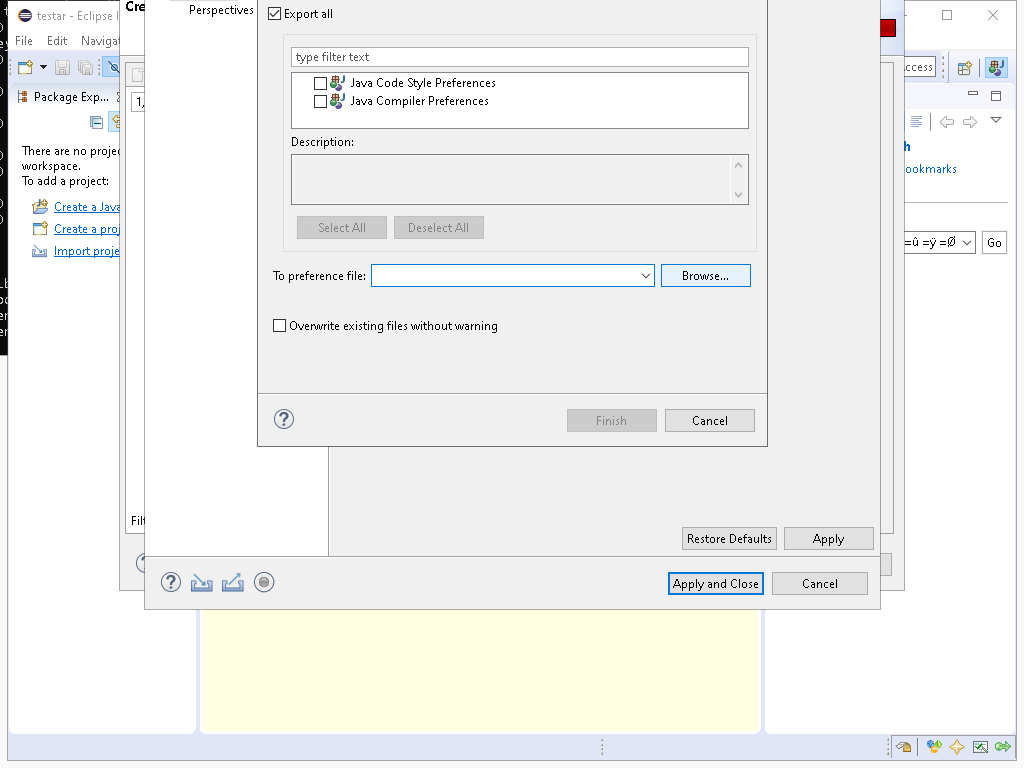 testar - Eclipse I
Cre
Perspectives
Export all
File Edit Navigat
type filter text
ccess
Java Code Style Preferences
Java Compiler Preferences
Package Exp...
1,
Description:
There are no projec
workspace.
To add a project:
h
ookmarks
Create a Java
Create a proj
Import proje
Select All
Deselect All
=û =ÿ =Ø
Go
To preference file:
Browse...
Overwrite existing files without warning
Finish
Cancel
Filt
Restore Defaults
Apply
Apply and Close
Cancel